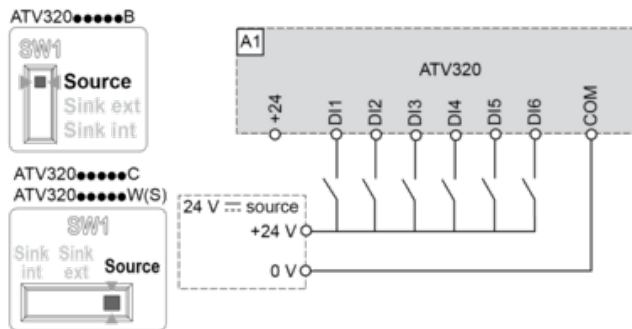 ATV320●●●●●B
SW1
Source
Sink ext
Sink int
ATV320●●●●●C
ATV320●●●●●W(S)
SW1
Sink int
Sink ext
Source
A1
ATV320
+24
DI1
DI2
DI3
DI4
DI5
DI6
COM
24 V ⎓ source
+24 V
0 V